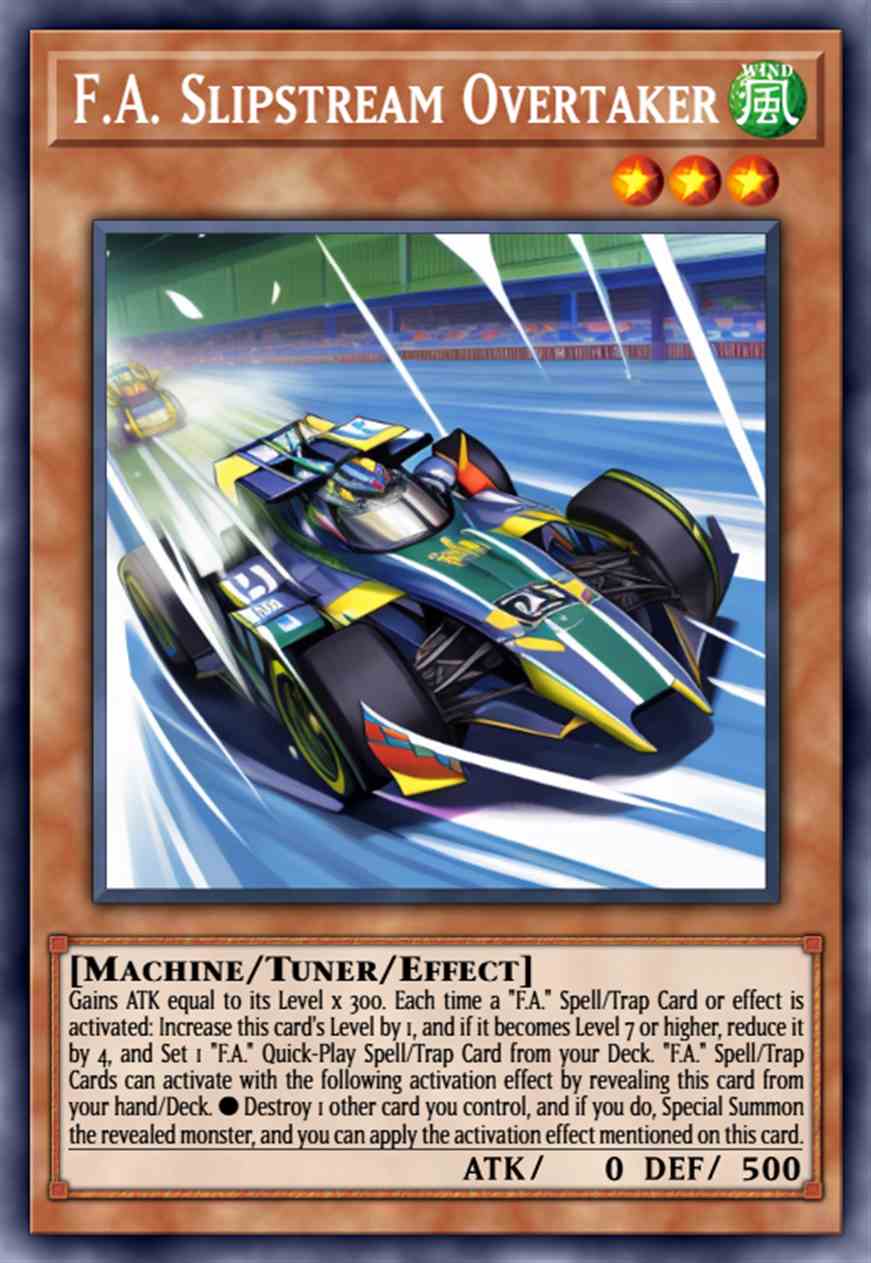 F.A. Slipstream Overtaker
WIND
風
[Machine/Tuner/Effect]
Gains ATK equal to its Level x 300. Each time a "F.A." Spell/Trap Card or effect is
activated: Increase this card's Level by 1, and if it becomes Level 7 or higher, reduce it
by 4, and Set 1 "F.A." Quick-Play Spell/Trap Card from your Deck. "F.A." Spell/Trap
Cards can activate with the following activation effect by revealing this card from
your hand/Deck. ● Destroy 1 other card you control, and if you do, Special Summon
the revealed monster, and you can apply the activation effect mentioned on this card.
ATK/ 0 DEF/ 500